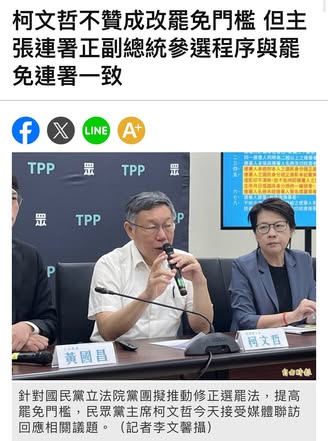 柯文哲不贊成改罷免門檻 但主
張連署正副總統參選程序與罷
免連署一致
LINE
A+
TPP
眾
TPP
眾
TPP
黃國昌
柯文哲
自由時報
針對國民黨立法院黨團擬推動修正選罷法，提高
罷免門檻，民眾黨主席柯文哲今天接受媒體聯訪
回應相關議題。（記者李文馨攝）